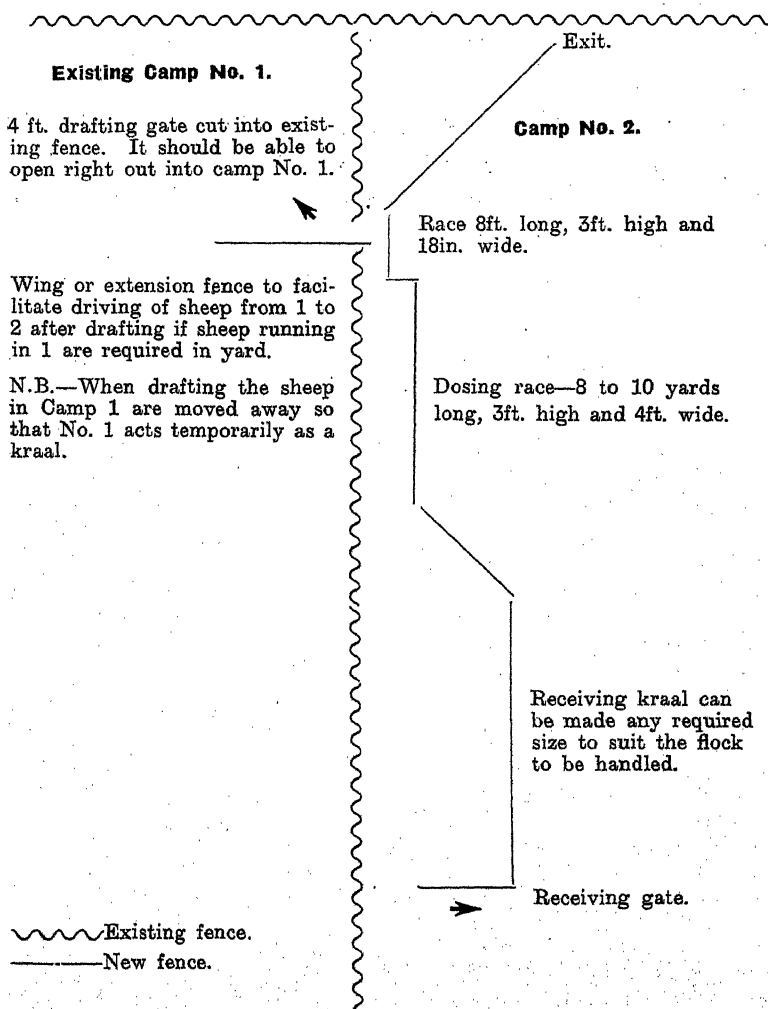 Exit.
Existing Camp No. 1.
4 ft. drafting gate cut into exist-
ing fence. It should be able to
open right out into camp No. 1.
Camp No. 2.
Race 8ft. long, 3ft. high and
18in. wide.
Wing or extension fence to faci-
litate driving of sheep from 1 to
2 after drafting if sheep running
in 1 are required in yard.
N.B.—When drafting the sheep
in Camp 1 are moved away so
that No. 1 acts temporarily as a
kraal.
Dosing race—8 to 10 yards
long, 3ft. high and 4ft. wide.
Receiving kraal can
be made any required
size to suit the flock
to be handled.
Receiving gate.
Existing fence.
New fence.